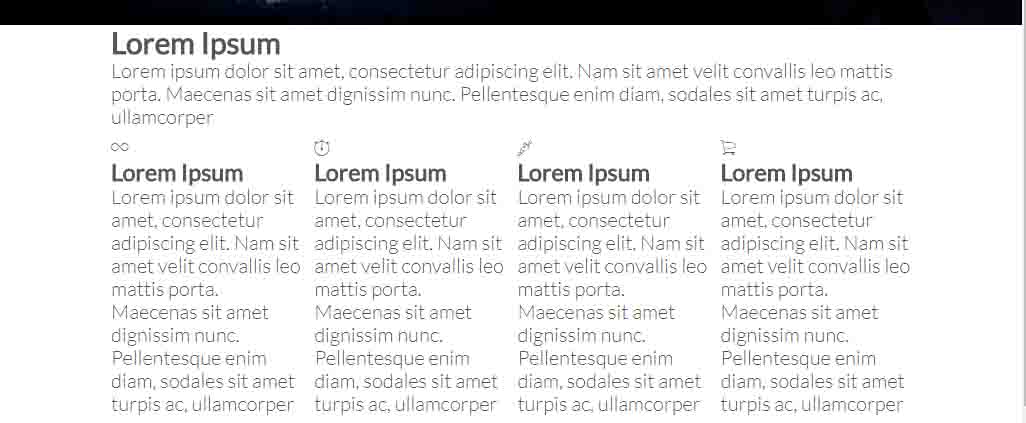 Lorem Ipsum
Lorem ipsum dolor sit amet, consectetur adipiscing elit. Nam sit amet velit convallis leo mattis
porta. Maecenas sit amet dignissim nunc. Pellentesque enim diam, sodales sit amet turpis ac,
ullamcorper
Lorem Ipsum
Lorem ipsum dolor sit
amet, consectetur
adipiscing elit. Nam sit
amet velit convallis leo
mattis porta.
Maecenas sit amet
dignissim nunc.
Pellentesque enim
diam, sodales sit amet
turpis ac, ullamcorper
Lorem Ipsum
Lorem ipsum dolor sit
amet, consectetur
adipiscing elit. Nam sit
amet velit convallis leo
mattis porta.
Maecenas sit amet
dignissim nunc.
Pellentesque enim
diam, sodales sit amet
turpis ac, ullamcorper
Lorem Ipsum
Lorem ipsum dolor sit
amet, consectetur
adipiscing elit. Nam sit
amet velit convallis leo
mattis porta.
Maecenas sit amet
dignissim nunc.
Pellentesque enim
diam, sodales sit amet
turpis ac, ullamcorper
Lorem Ipsum
Lorem ipsum dolor sit
amet, consectetur
adipiscing elit. Nam sit
amet velit convallis leo
mattis porta.
Maecenas sit amet
dignissim nunc.
Pellentesque enim
diam, sodales sit amet
turpis ac, ullamcorper